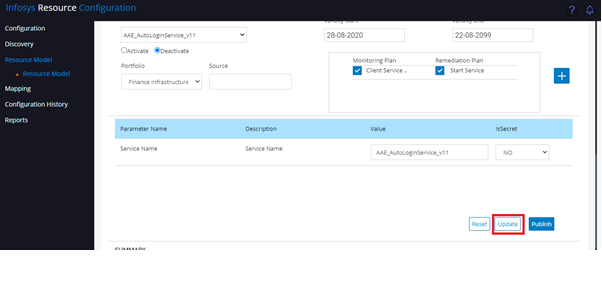 Infosys Resource Configuration
?
Configuration
Discovery
Resource Model
Resource Model
Mapping
Configuration History
Reports
Validity Start
Validity End
AAE_AutoLoginService_v11
28-08-2020
22-08-2099
Activate Deactivate
Portfolio
Source
Finance Infrastructure
Monitoring Plan
Remediation Plan
Client Service...
Start Service
+
Parameter Name
Description
Value
IsSecret
Service Name
Service Name
AAE_AutoLoginService_v11
NO
Reset
Update
Publish
SUMMARY